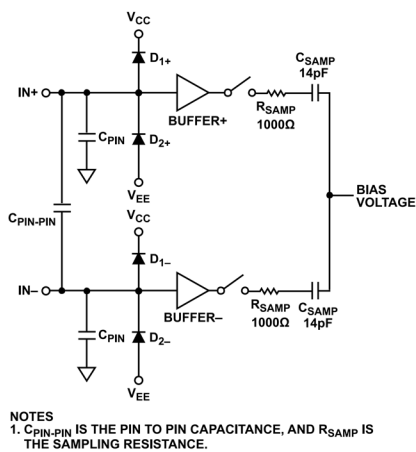 VCC
CSAMP
14pF
D1+
IN+
BUFFER+
RSAMP
1000Ω
CPIN
D2+
VEE
BIAS
VOLTAGE
CPIN-PIN
VCC
D1–
IN–
BUFFER–
RSAMP
1000Ω
CSAMP
14pF
CPIN
D2–
VEE
NOTES
1. CPIN-PIN IS THE PIN TO PIN CAPACITANCE, AND RSAMP IS
THE SAMPLING RESISTANCE.